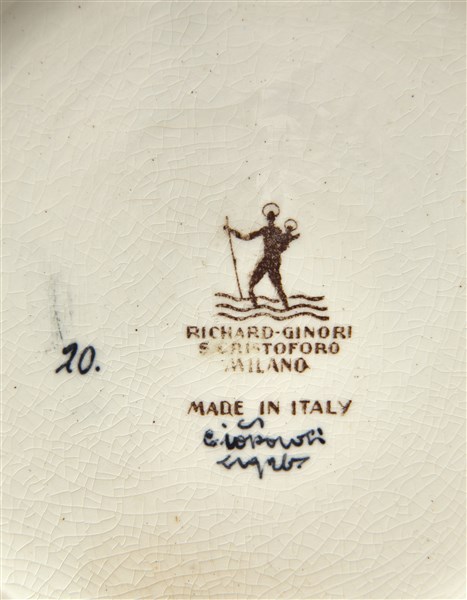 RICHARD-GINORI
S.CRISTOFORO
MILANO
20.
MADE IN ITALY